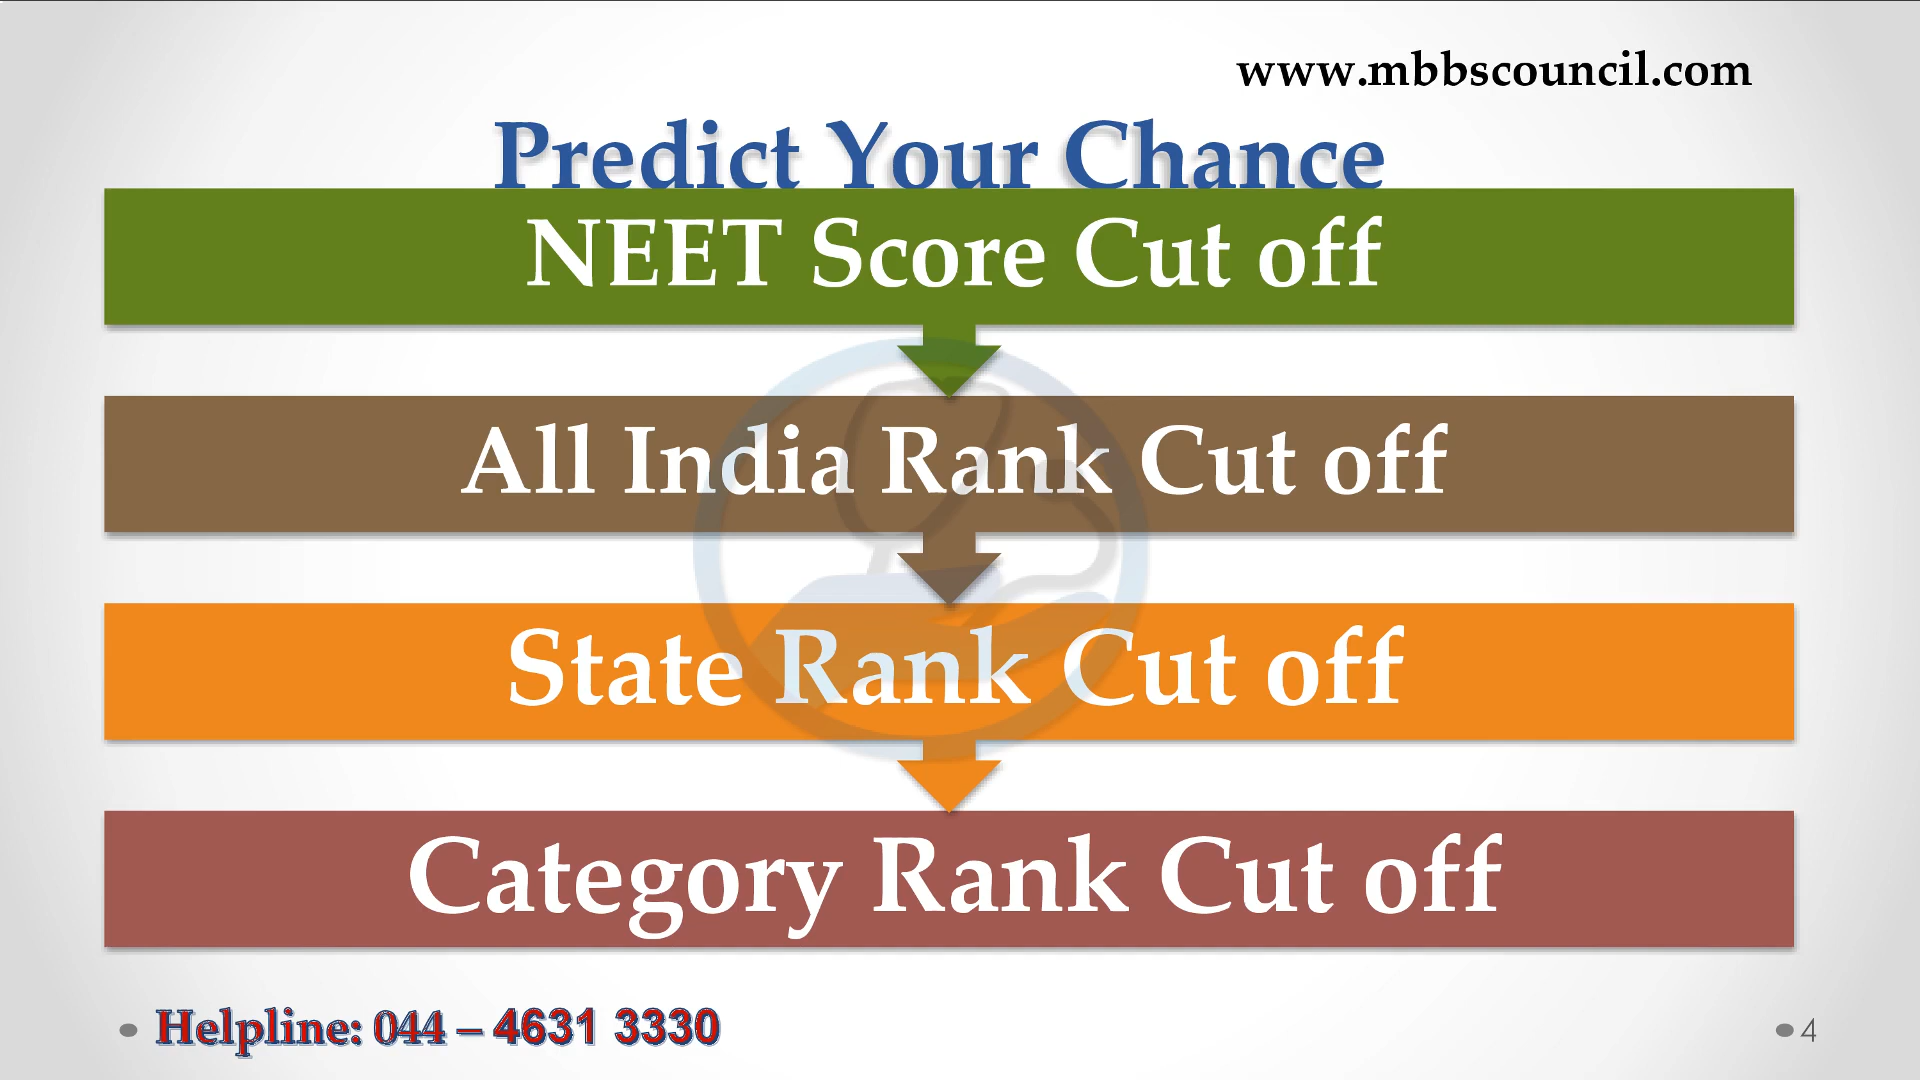 www.mbbscouncil.com
Predict Your Chance
NEET Score Cut off
All India Rank Cut off
State Rank Cut off
Category Rank Cut off
• Helpline: 044 – 4631 3330
4